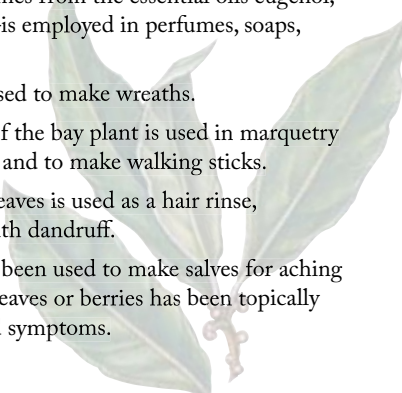 mes from the essential oils eugenol,
is employed in perfumes, soaps,
sed to make wreaths.
f the bay plant is used in marquetry
and to make walking sticks.
eaves is used as a hair rinse,
ith dandruff.
been used to make salves for aching
eaves or berries has been topically
symptoms.